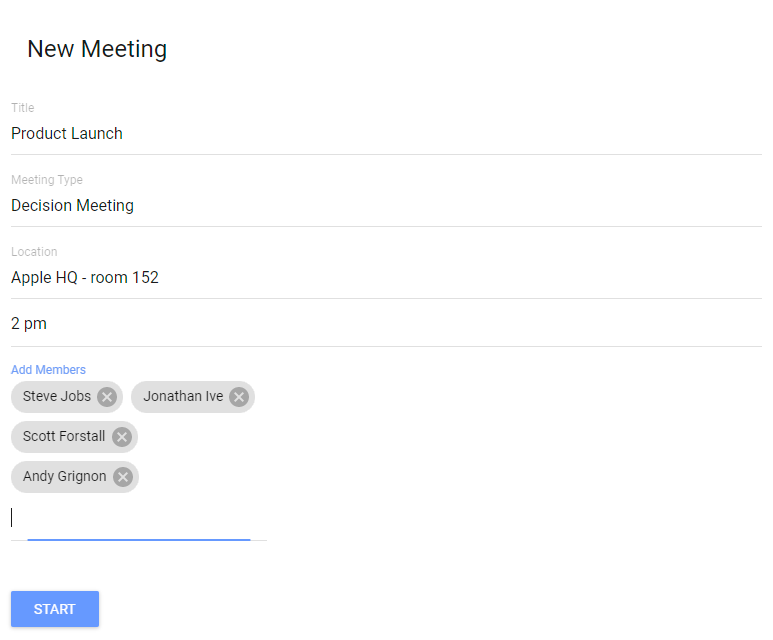 New Meeting
Title
Product Launch
Meeting Type
Decision Meeting
Location
Apple HQ - room 152
2 pm
Add Members
Steve Jobs Jonathan Ive
Scott Forstall
Andy Grignon
START